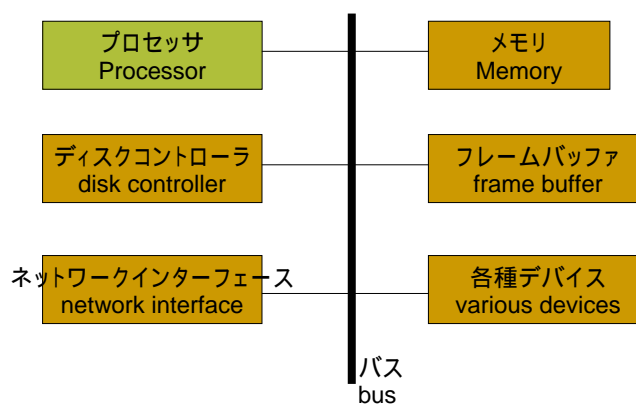 プロセッサ
Processor
メモリ
Memory
ディスクコントローラ
disk controller
フレームバッファ
frame buffer
ネットワークインターフェース
network interface
各種デバイス
various devices
バス
bus